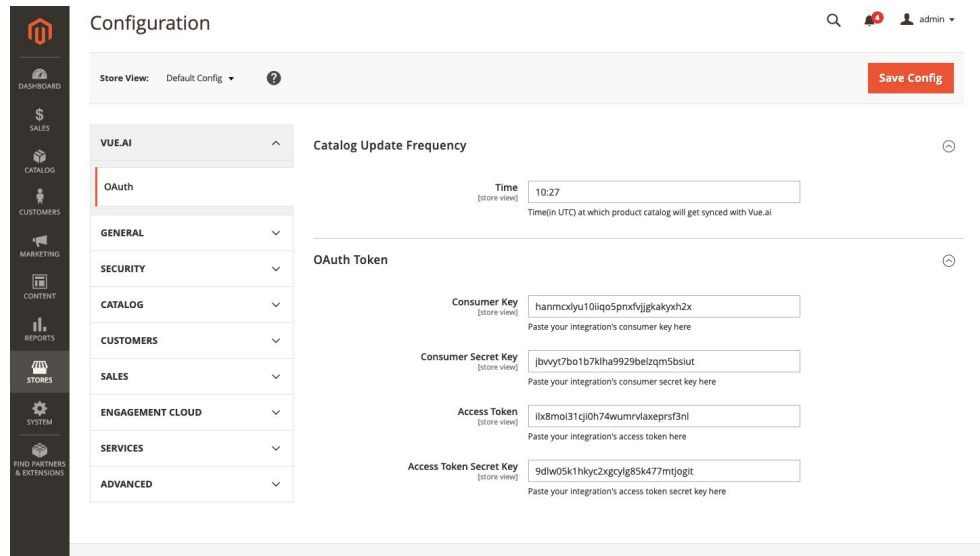 Configuration
4
admin
Store View: Default Config
?
Save Config
DASHBOARD
$
SALES
CATALOG
CUSTOMERS
MARKETING
CONTENT
REPORTS
STORES
SYSTEM
FIND PARTNERS
& EXTENSIONS
VUE.AI
OAuth
GENERAL
SECURITY
CATALOG
CUSTOMERS
SALES
ENGAGEMENT CLOUD
SERVICES
ADVANCED
Catalog Update Frequency
Time
[store view]
10:27
Time(in UTC) at which product catalog will get synced with Vue.ai
OAuth Token
Consumer Key
[store view]
hanmcxlyu10iiqo5pnxfvjjgkakyxh2x
Paste your integration's consumer key here
Consumer Secret Key
[store view]
jbvvyt7bo1b7klha9929belzqm5bsiut
Paste your integration's consumer secret key here
Access Token
[store view]
ilx8moi31cji0h74wumrvlaxeprsf3nl
Paste your integration's access token here
Access Token Secret Key
[store view]
9dlw05k1hkyc2xgcylg85k477mtjogit
Paste your integration's access token secret key here